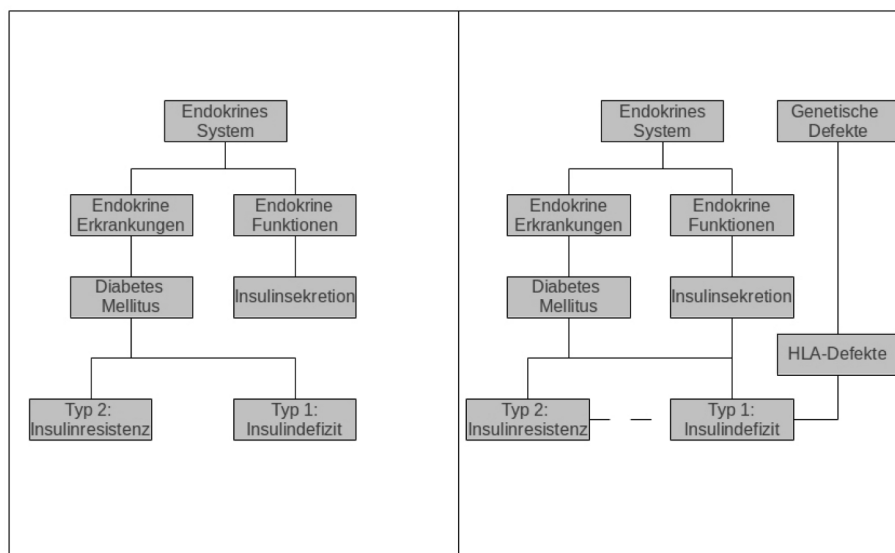 Endokrines
System
Endokrine
Erkrankungen
Endokrine
Funktionen
Diabetes
Mellitus
Insulinsekretion
Typ 2:
Insulinresistenz
Typ 1:
Insulindefizit
Endokrines
System
Genetische
Defekte
Endokrine
Erkrankungen
Endokrine
Funktionen
Diabetes
Mellitus
Insulinsekretion
HLA-Defekte
Typ 2:
Insulinresistenz
Typ 1:
Insulindefizit